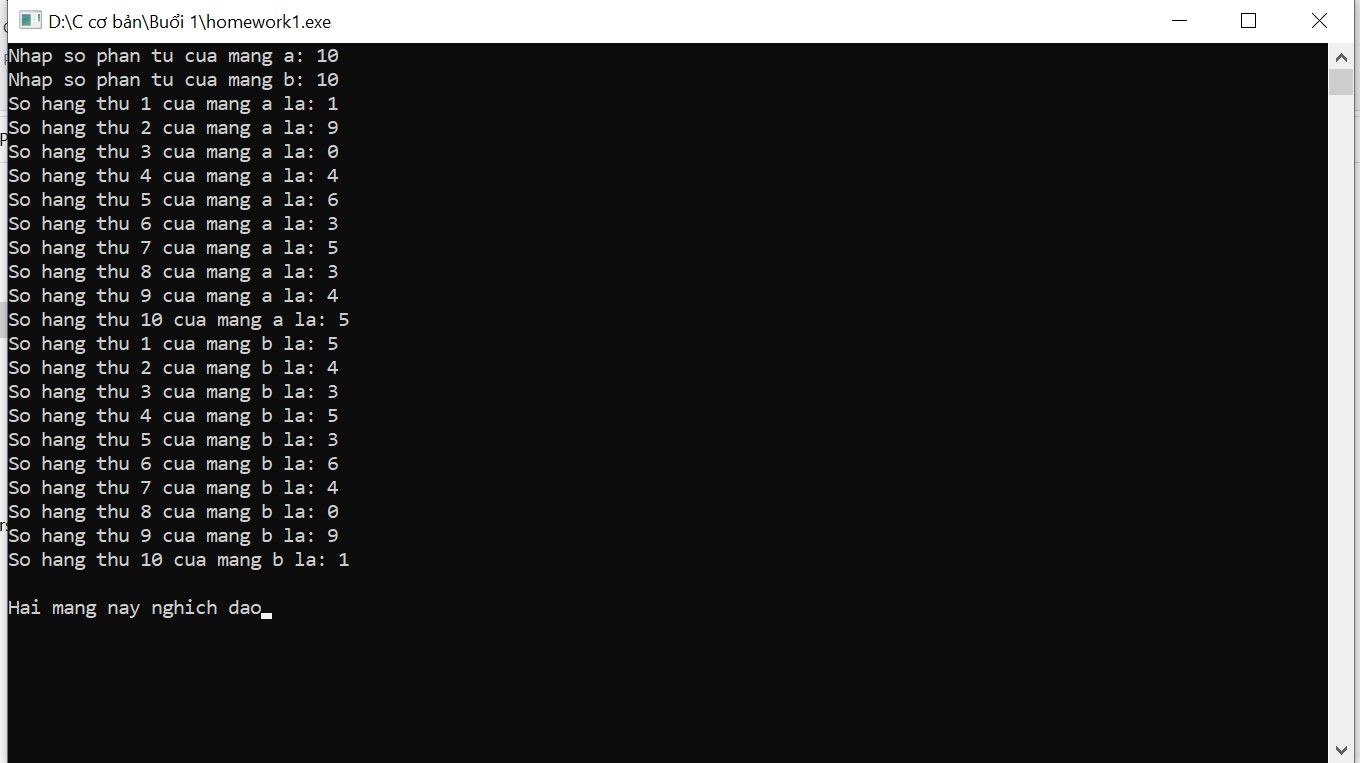 D:\C cơ bản\Buổi 1\homework1.exe
Nhap so phan tu cua mang a: 10
Nhap so phan tu cua mang b: 10
So hang thu 1 cua mang a la: 1
So hang thu 2 cua mang a la: 9
So hang thu 3 cua mang a la: 0
So hang thu 4 cua mang a la: 4
So hang thu 5 cua mang a la: 6
So hang thu 6 cua mang a la: 3
So hang thu 7 cua mang a la: 5
So hang thu 8 cua mang a la: 3
So hang thu 9 cua mang a la: 4
So hang thu 10 cua mang a la: 5
So hang thu 1 cua mang b la: 5
So hang thu 2 cua mang b la: 4
So hang thu 3 cua mang b la: 3
So hang thu 4 cua mang b la: 5
So hang thu 5 cua mang b la: 3
So hang thu 6 cua mang b la: 6
So hang thu 7 cua mang b la: 4
So hang thu 8 cua mang b la: 0
So hang thu 9 cua mang b la: 9
So hang thu 10 cua mang b la: 1
Hai mang nay nghich dao